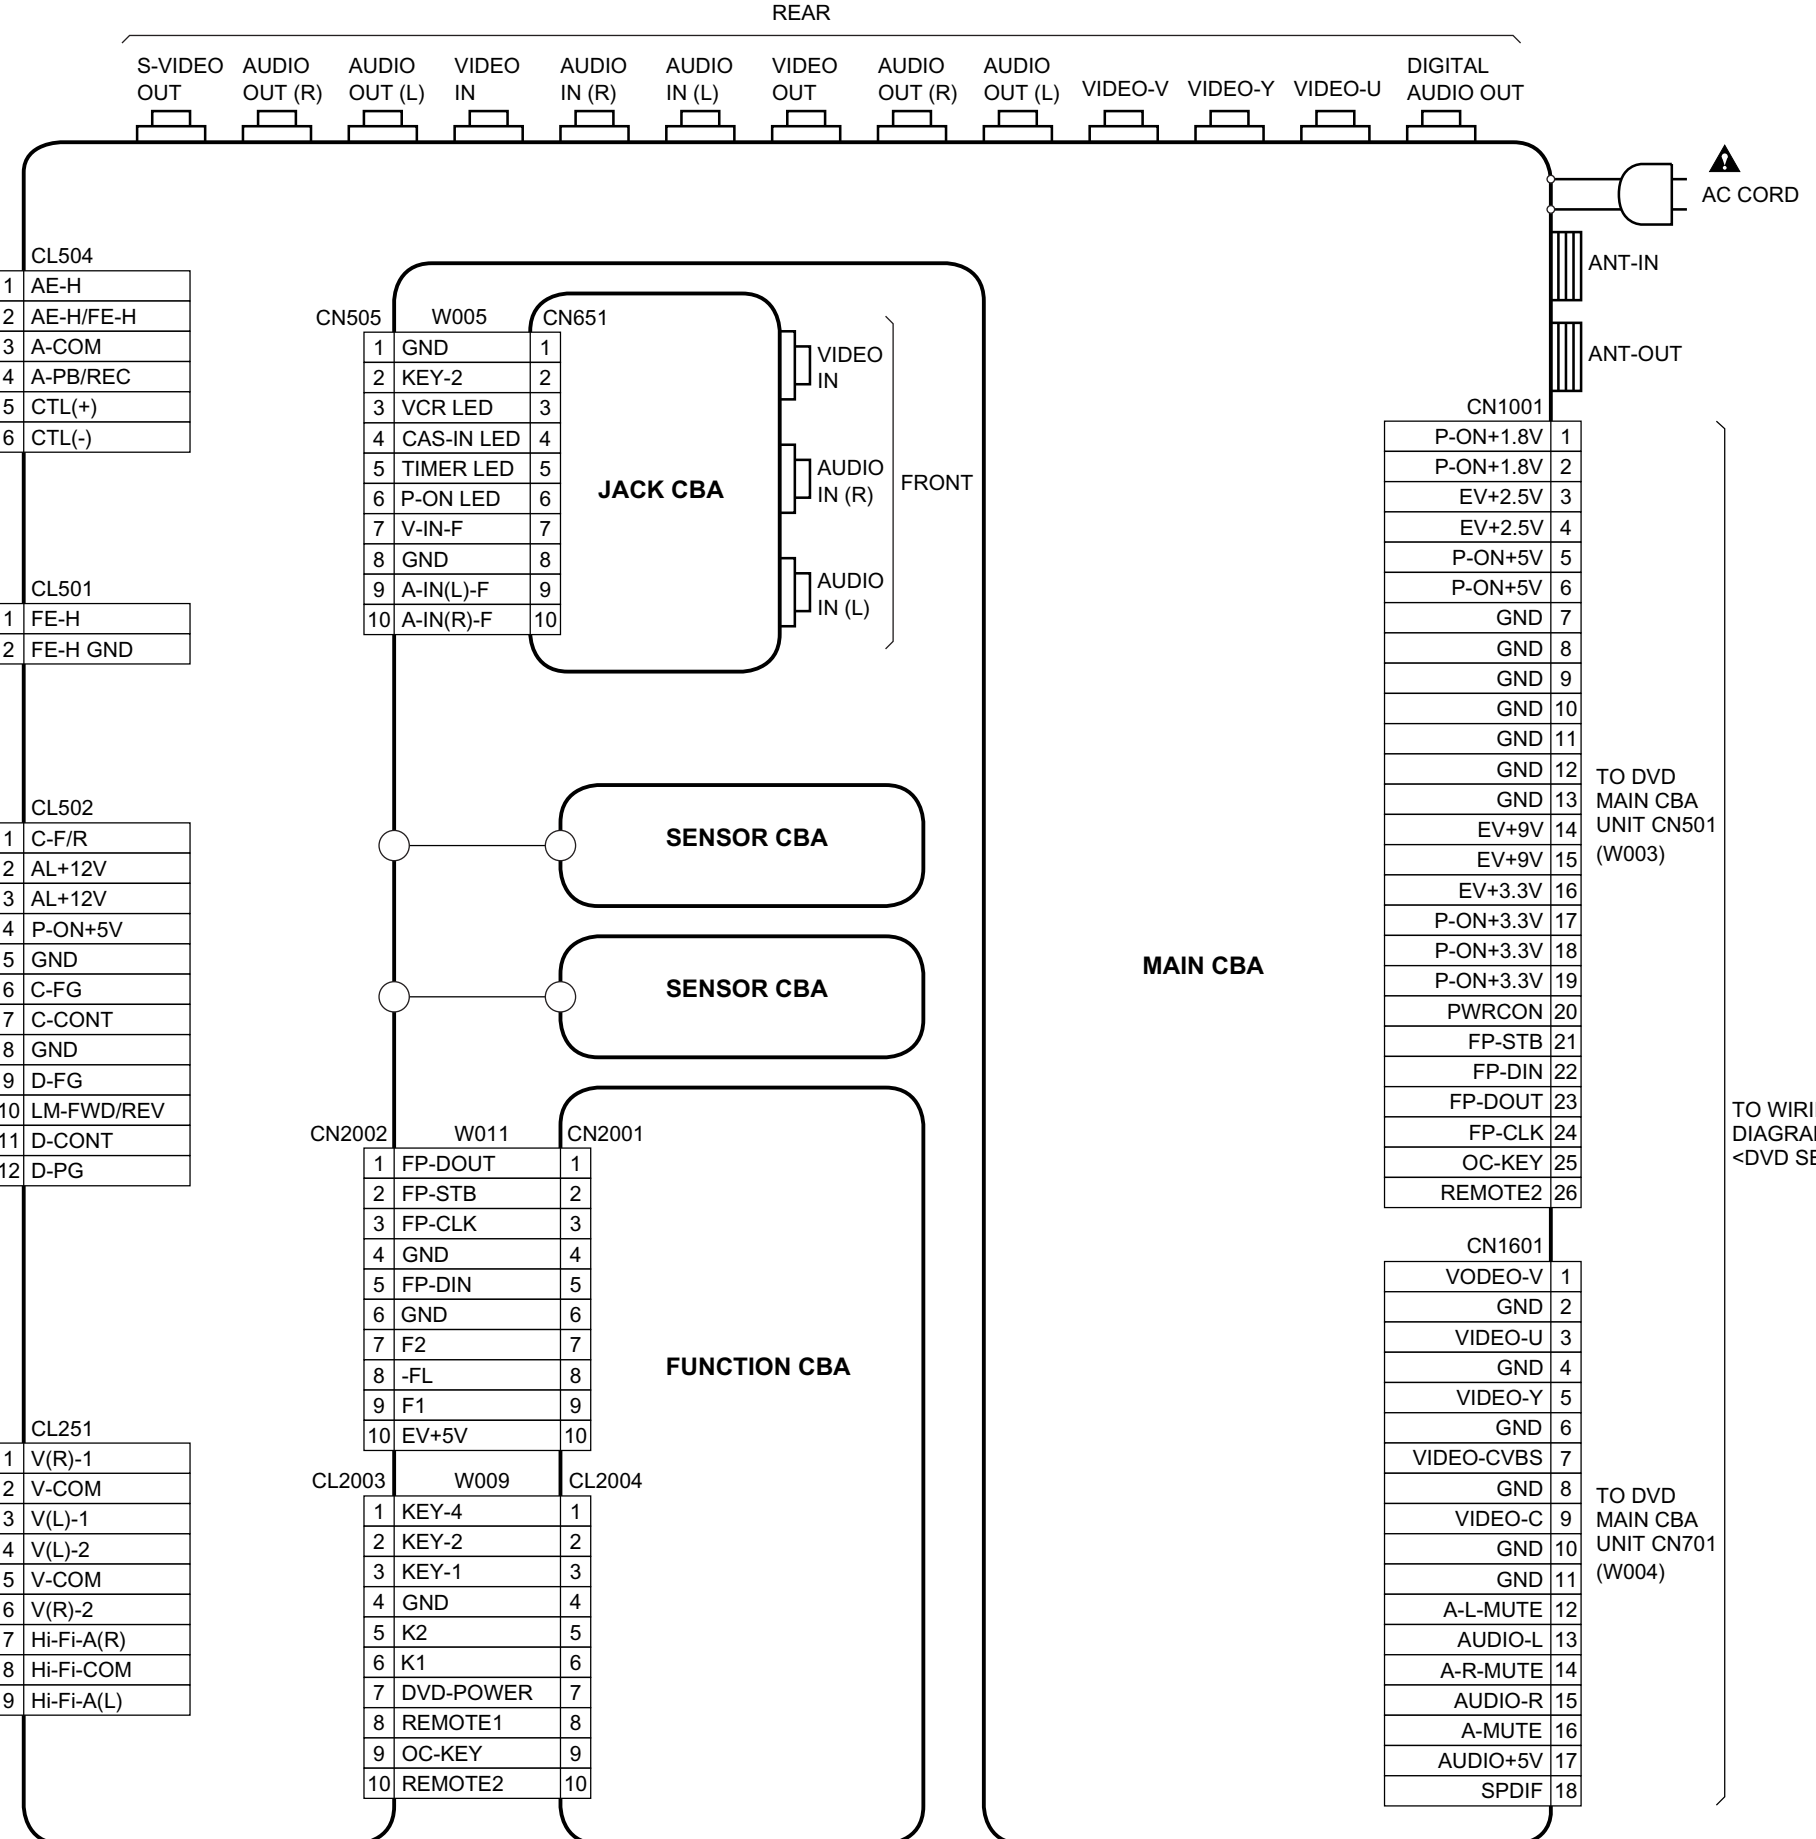 REAR
S-VIDEO OUT
AUDIO OUT (R)
AUDIO OUT (L)
VIDEO IN
AUDIO IN (R)
AUDIO IN (L)
VIDEO OUT
AUDIO OUT (R)
AUDIO OUT (L)
VIDEO-V
VIDEO-Y
VIDEO-U
DIGITAL AUDIO OUT
AC CORD
ANT-IN
ANT-OUT
CL504
1 AE-H
2 AE-H/FE-H
3 A-COM
4 A-PB/REC
5 CTL(+)
6 CTL(-)
CL501
1 FE-H
2 FE-H GND
CL502
1 C-F/R
2 AL+12V
3 AL+12V
4 P-ON+5V
5 GND
6 C-FG
7 C-CONT
8 GND
9 D-FG
10 LM-FWD/REV
11 D-CONT
12 D-PG
CL251
1 V(R)-1
2 V-COM
3 V(L)-1
4 V(L)-2
5 V-COM
6 V(R)-2
7 Hi-Fi-A(R)
8 Hi-Fi-COM
9 Hi-Fi-A(L)
CN505 W005 CN651
1 GND 1
2 KEY-2 2
3 VCR LED 3
4 CAS-IN LED 4
5 TIMER LED 5
6 P-ON LED 6
7 V-IN-F 7
8 GND 8
9 A-IN(L)-F 9
10 A-IN(R)-F 10
JACK CBA
VIDEO
IN
AUDIO
IN (R)
AUDIO
IN (L)
FRONT
SENSOR CBA
SENSOR CBA
CN2002 W011 CN2001
1 FP-DOUT 1
2 FP-STB 2
3 FP-CLK 3
4 GND 4
5 FP-DIN 5
6 GND 6
7 F2 7
8 -FL 8
9 F1 9
10 EV+5V 10
FUNCTION CBA
CL2003 W009 CL2004
1 KEY-4 1
2 KEY-2 2
3 KEY-1 3
4 GND 4
5 K2 5
6 K1 6
7 DVD-POWER 7
8 REMOTE1 8
9 OC-KEY 9
10 REMOTE2 10
MAIN CBA
CN1001
P-ON+1.8V 1
P-ON+1.8V 2
EV+2.5V 3
EV+2.5V 4
P-ON+5V 5
P-ON+5V 6
GND 7
GND 8
GND 9
GND 10
GND 11
GND 12
GND 13
EV+9V 14
EV+9V 15
EV+3.3V 16
P-ON+3.3V 17
P-ON+3.3V 18
P-ON+3.3V 19
PWRCON 20
FP-STB 21
FP-DIN 22
FP-DOUT 23
FP-CLK 24
OC-KEY 25
REMOTE2 26
TO DVD
MAIN CBA
UNIT CN501
(W003)
CN1601
VODEO-V 1
GND 2
VIDEO-U 3
GND 4
VIDEO-Y 5
GND 6
VIDEO-CVBS 7
GND 8
VIDEO-C 9
GND 10
GND 11
A-L-MUTE 12
AUDIO-L 13
A-R-MUTE 14
AUDIO-R 15
A-MUTE 16
AUDIO+5V 17
SPDIF 18
TO DVD
MAIN CBA
UNIT CN701
(W004)
TO
<DVD